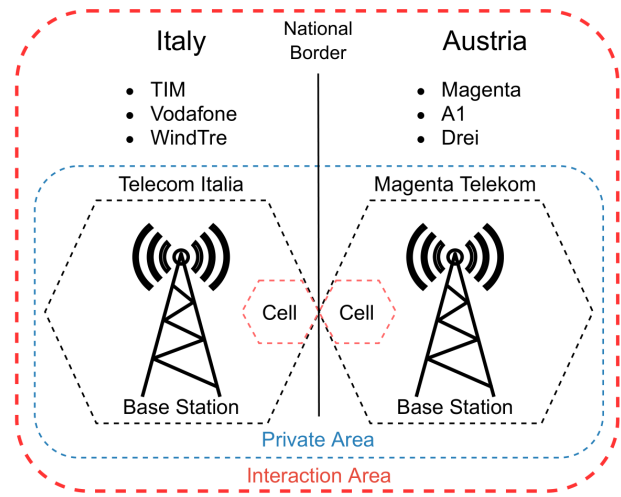 Italy
National
Border
Austria
• TIM
• Vodafone
• WindTre
• Magenta
• A1
• Drei
Telecom Italia
Magenta Telekom
Cell
Cell
Base Station
Base Station
Private Area
Interaction Area